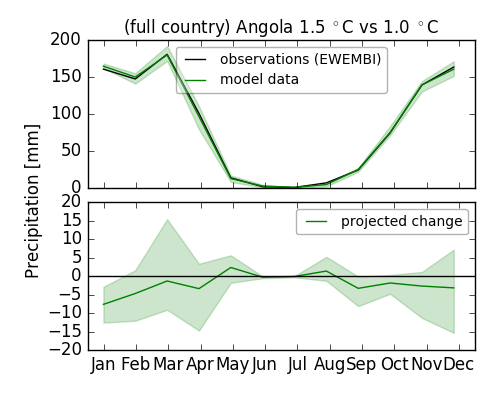 (full country) Angola 1.5 °C vs 1.0 °C
Precipitation [mm]
200
150
100
50
0
observations (EWEMBI)
model data
20
15
10
5
0
−5
−10
−15
−20
projected change
Jan Feb Mar Apr May Jun Jul Aug Sep Oct Nov Dec